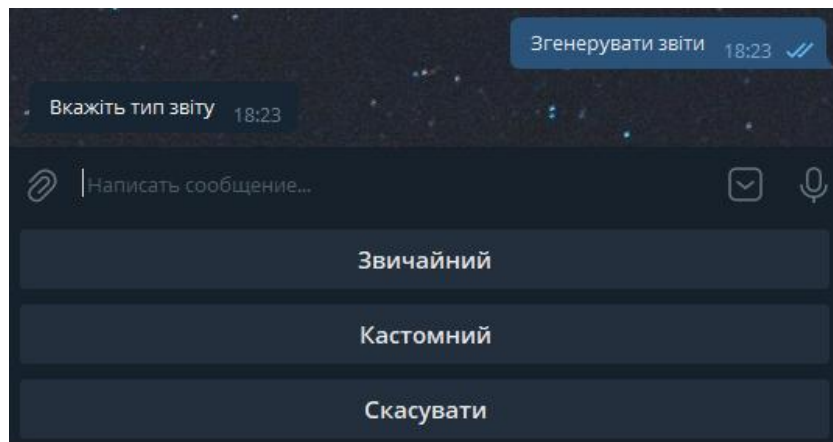 Згенерувати звіти 18:23
Вкажіть тип звіту 18:23
Написать сообщение...
Звичайний
Кастомний
Скасувати